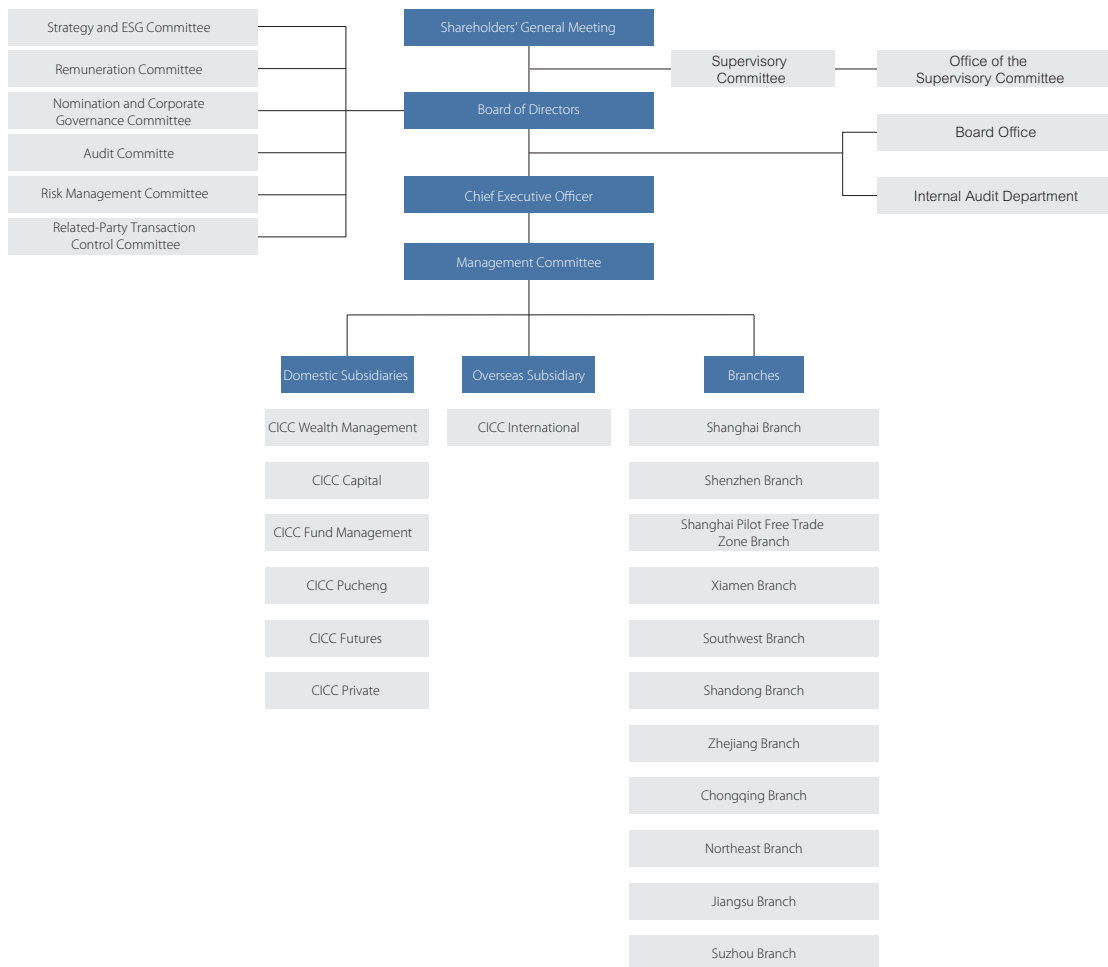 Strategy and ESG Committee
Remuneration Committee
Nomination and Corporate
Governance Committee
Audit Committe
Risk Management Committee
Related-Party Transaction
Control Committee
Shareholders' General Meeting
Supervisory
Committee
Office of the
Supervisory Committee
Board of Directors
Board Office
Internal Audit Department
Chief Executive Officer
Management Committee
Domestic Subsidiaries
CICC Wealth Management
CICC Capital
CICC Fund Management
CICC Pucheng
CICC Futures
CICC Private
Overseas Subsidiary
CICC International
Branches
Shanghai Branch
Shenzhen Branch
Shanghai Pilot Free Trade
Zone Branch
Xiamen Branch
Southwest Branch
Shandong Branch
Zhejiang Branch
Chongqing Branch
Northeast Branch
Jiangsu Branch
Suzhou Branch